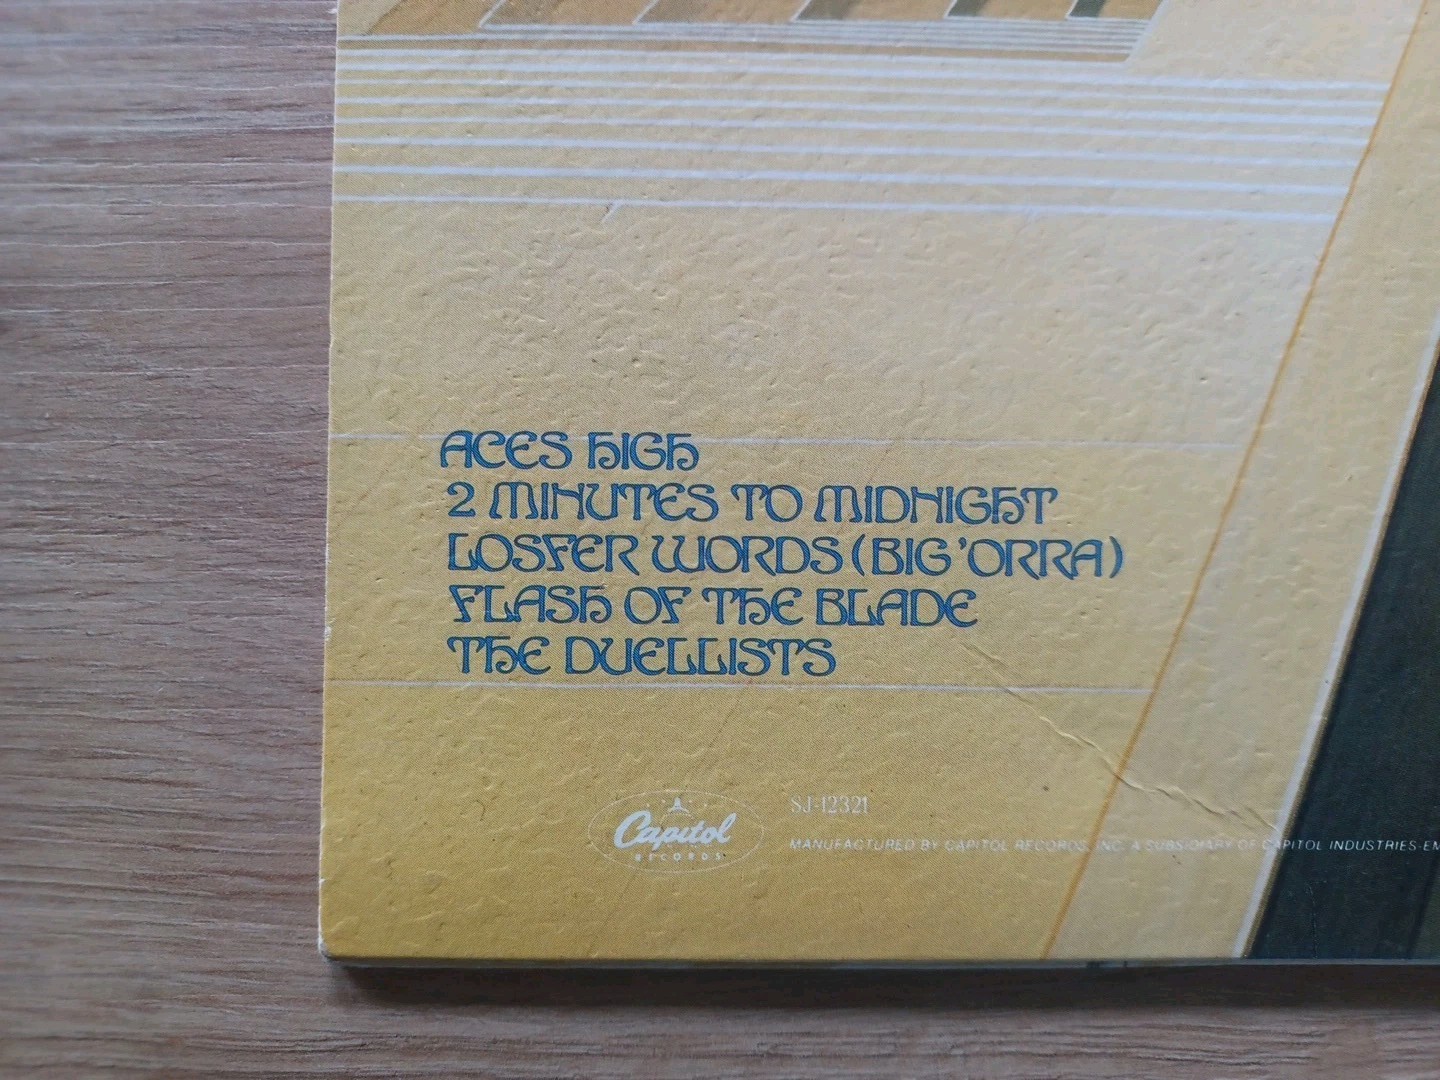 ACES HIGH
2 MINUTES TO MIDNIGHT
LOSFER WORDS (BIG 'ORRA)
FLASH OF THE BLADE
THE DUELLISTS
Capitol
RECORDS
SJ-12321
MANUFACTURED BY CAPITOL RECORDS, INC. A SUBSIDIARY OF CAPITOL INDUSTRIES-EM